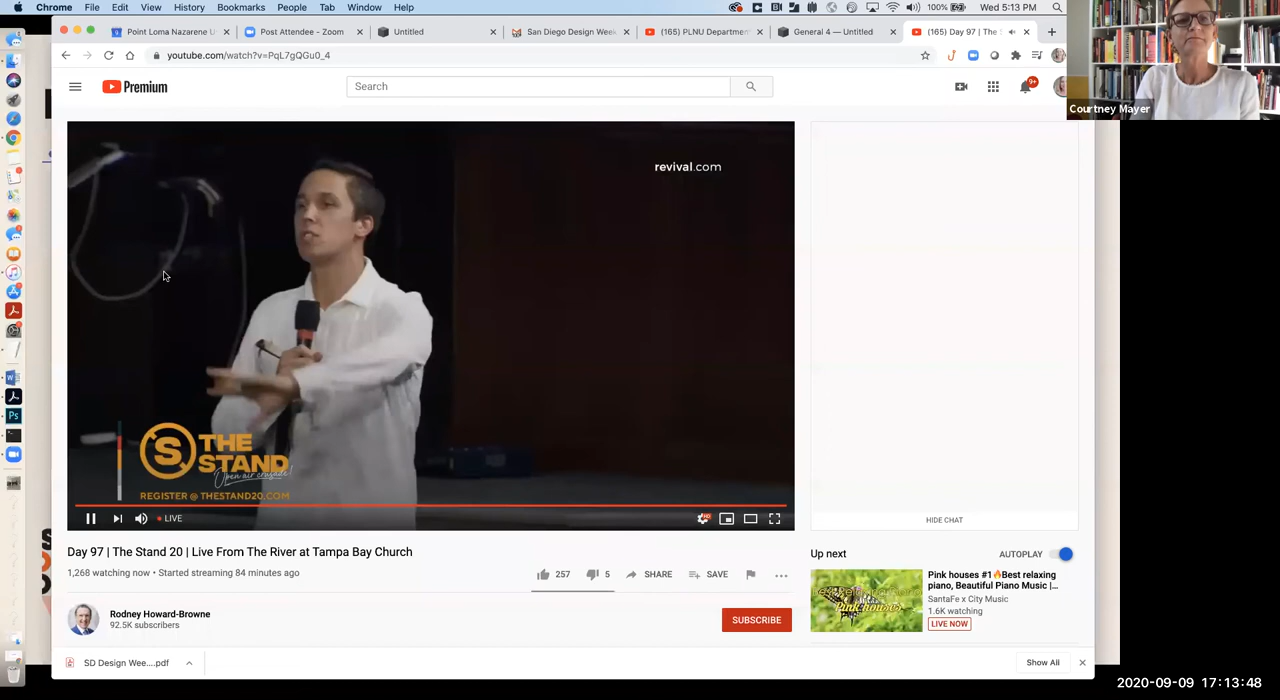 Chrome File Edit View History Bookmarks People Tab Window Help
100% Wed 5:13 PM
Point Loma Nazarene U
Post Attendee - Zoom
Untitled
San Diego Design Week
(165) PLNU Departmen
General 4 — Untitled
(165) Day 97 | The S
youtube.com/watch?v=PqL7gQGu0_4
Premium
Search
9+
Courtney Mayer
revival.com
S THE STAND
Open air crusade!
REGISTER @ THESTAND20.COM
LIVE
HIDE CHAT
Day 97 | The Stand 20 | Live From The River at Tampa Bay Church
1,268 watching now • Started streaming 84 minutes ago
257 5 SHARE SAVE
Rodney Howard-Browne
92.5K subscribers
SUBSCRIBE
Up next AUTOPLAY
Pink houses
Pink houses #1🔥Best relaxing
piano, Beautiful Piano Music |...
SantaFe x City Music
1.6K watching
LIVE NOW
SD Design Wee....pdf
Show All
2020-09-09 17:13:48